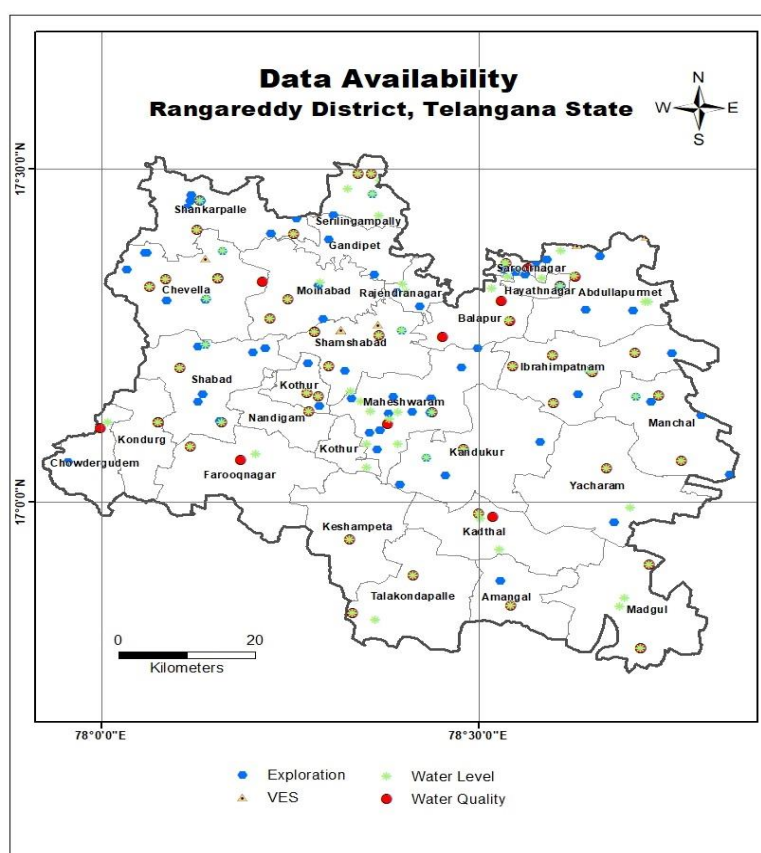 Data Availability
Rangareddy District, Telangana State
N
W E
S
17°30'0"N
17°0'0"N
Shankarpalle
Serilingampally
Gandipet
Saroornagar
Chevella
Moinabad
Rajendranagar
Hayathnagar
Abdullapurmet
Balapur
Shamshabad
Ibrahimpatnam
Shabad
Kothur
Maheshwaram
Nandigam
Manchal
Kondurg
Kothur
Kandukur
Chowdergudem
Farooqnagar
Yacharam
Keshampeta
Kadthal
Talakondapalle
Amangal
Madgul
0 20
Kilometers
78°0'0"E
78°30'0"E
Exploration
Water Level
VES
Water Quality